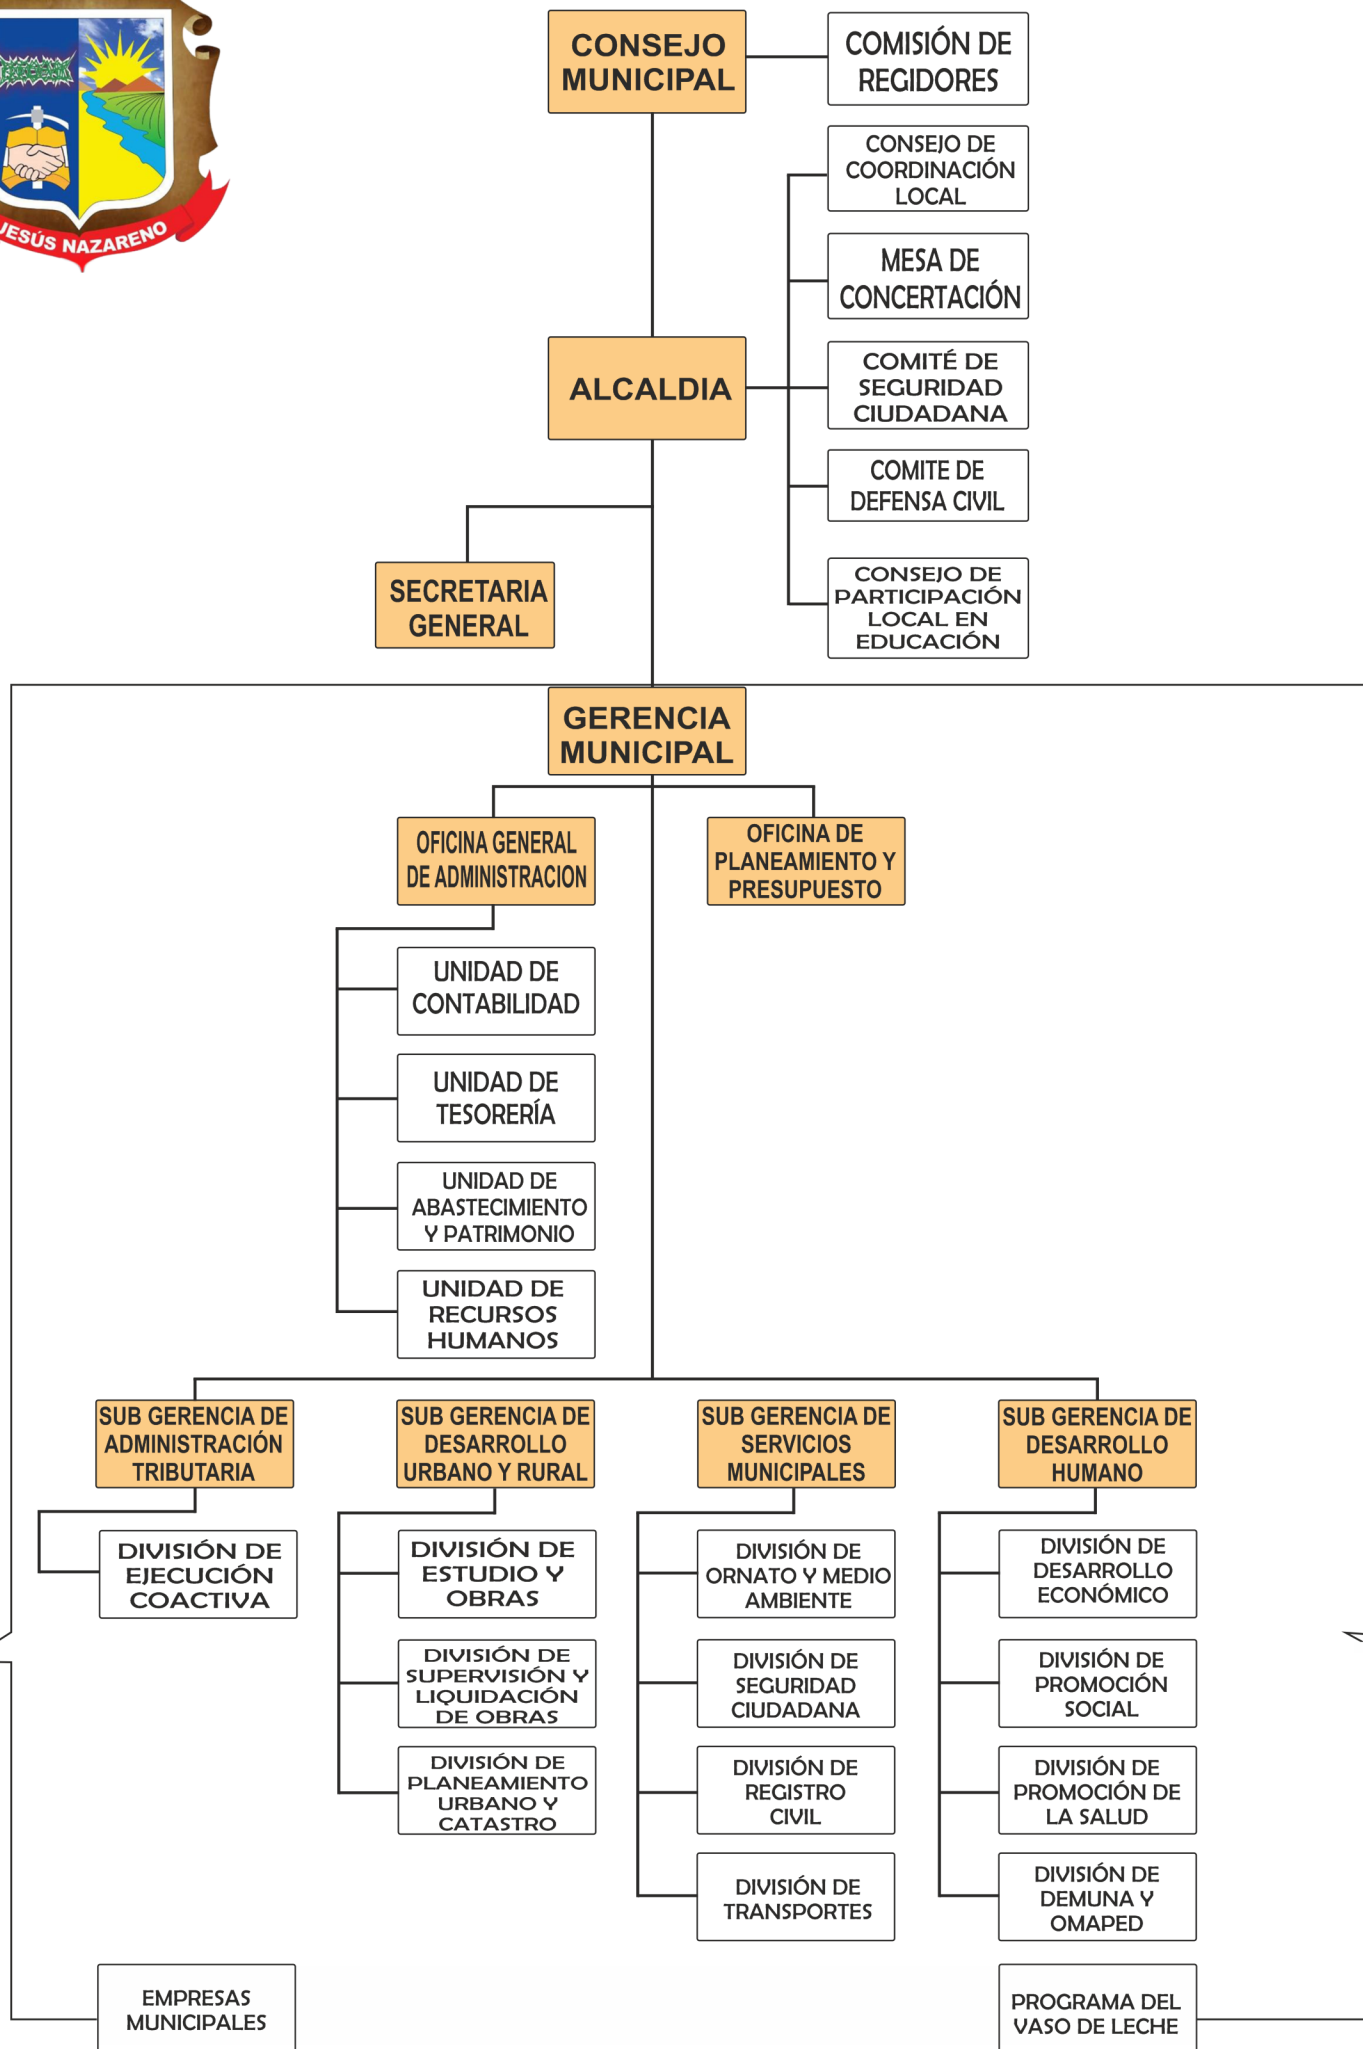 JESÚS NAZARENO
CONSEJO
MUNICIPAL
COMISIÓN DE
REGIDORES
CONSEJO DE
COORDINACIÓN
LOCAL
MESA DE
CONCERTACIÓN
ALCALDIA
COMITÉ DE
SEGURIDAD
CIUDADANA
COMITE DE
DEFENSA CIVIL
CONSEJO DE
PARTICIPACIÓN
LOCAL EN
EDUCACIÓN
SECRETARIA
GENERAL
GERENCIA
MUNICIPAL
OFICINA GENERAL
DE ADMINISTRACION
OFICINA DE
PLANEAMIENTO Y
PRESUPUESTO
UNIDAD DE
CONTABILIDAD
UNIDAD DE
TESORERÍA
UNIDAD DE
ABASTECIMIENTO
Y PATRIMONIO
UNIDAD DE
RECURSOS
HUMANOS
SUB GERENCIA DE
ADMINISTRACIÓN
TRIBUTARIA
DIVISIÓN DE
EJECUCIÓN
COACTIVA
SUB GERENCIA DE
DESARROLLO
URBANO Y RURAL
DIVISIÓN DE
ESTUDIO Y
OBRAS
DIVISIÓN DE
SUPERVISIÓN Y
LIQUIDACIÓN
DE OBRAS
DIVISIÓN DE
PLANEAMIENTO
URBANO Y
CATASTRO
SUB GERENCIA DE
SERVICIOS
MUNICIPALES
DIVISIÓN DE
ORNATO Y MEDIO
AMBIENTE
DIVISIÓN DE
SEGURIDAD
CIUDADANA
DIVISIÓN DE
REGISTRO
CIVIL
DIVISIÓN DE
TRANSPORTES
SUB GERENCIA DE
DESARROLLO
HUMANO
DIVISIÓN DE
DESARROLLO
ECONÓMICO
DIVISIÓN DE
PROMOCIÓN
SOCIAL
DIVISIÓN DE
PROMOCIÓN DE
LA SALUD
DIVISIÓN DE
DEMUNA Y
OMAPED
EMPRESAS
MUNICIPALES
PROGRAMA DEL
VASO DE LECHE